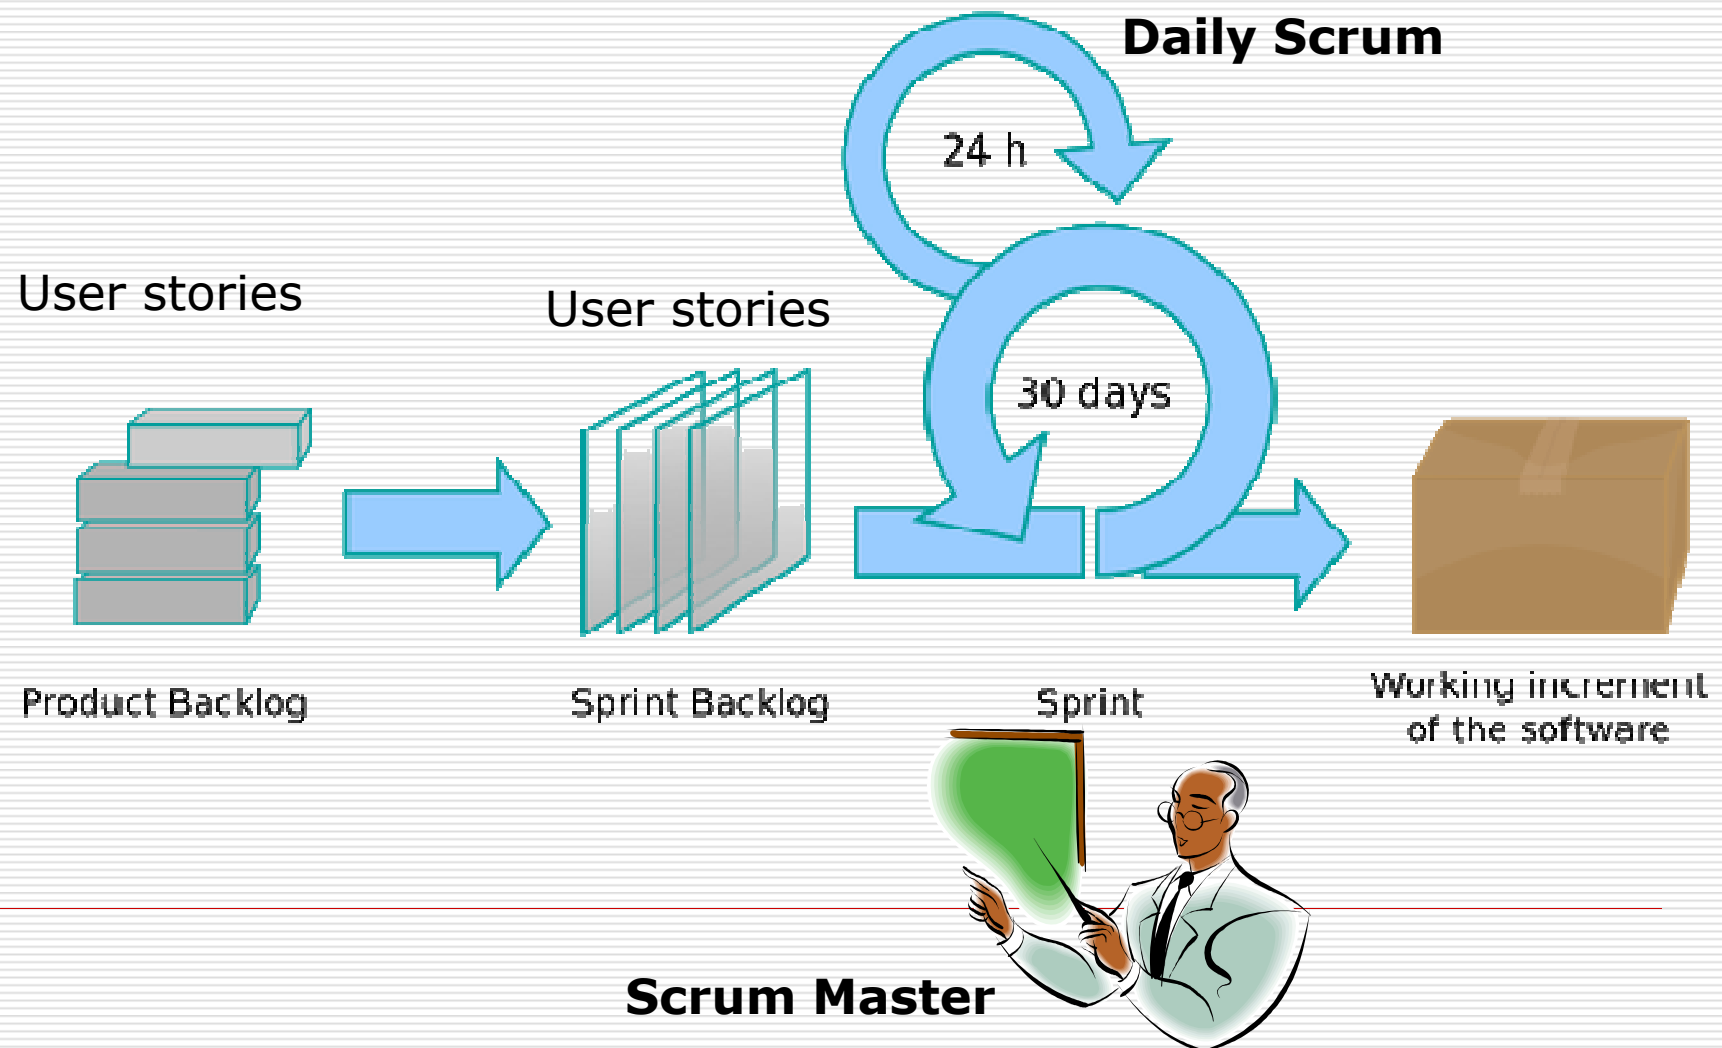 Daily Scrum
24 h
User stories
User stories
30 days
Product Backlog
Sprint Backlog
Sprint
Working increment
of the software
Scrum Master